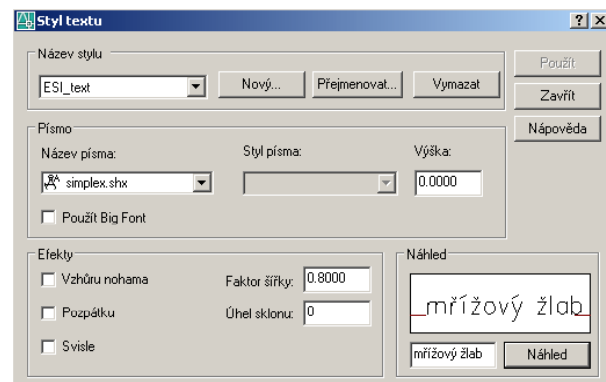 Styl textu
Název stylu
ESI_text
Nový...
Přejmenovat...
Vymazat
Použít
Zavřít
Nápověda
Písmo
Název písma:
Styl písma:
Výška:
simplex.shx
0.0000
Použít Big Font
Efekty
Vzhůru nohama
Faktor šířky:
0.8000
Pozpátku
Úhel sklonu:
0
Svisle
Náhled
mřížový žlab
mřížový žlab
Náhled